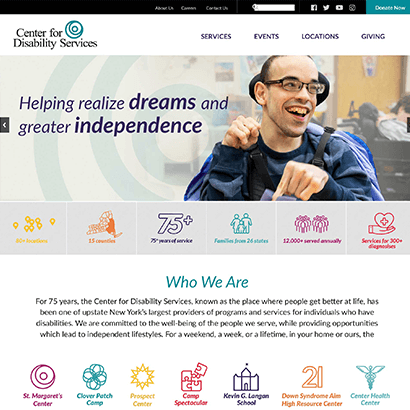 About Us Careers Contact Us Donate Now
Center for
Disability Services
SERVICES EVENTS LOCATIONS GIVING
Helping realize dreams and
greater independence
75+
80+ locations 15 counties 75+ years of service Families from 26 states 12,000+ served annually Services for 300+
diagnoses
Who We Are
For 75 years, the Center for Disability Services, known as the place where people get better at life, has
been one of upstate New York's largest providers of programs and services for individuals who have
disabilities. We are committed to the well-being of the people we serve, while providing opportunities
which lead to independent lifestyles. For a weekend, a week, or a lifetime, in your home or ours, the
21
St. Margaret's
Center
Clover Patch
Camp
Prospect
Center
Camp
Spectacular
Kevin G. Langan
School
Down Syndrome Aim
High Resource Center
Center Health
Center